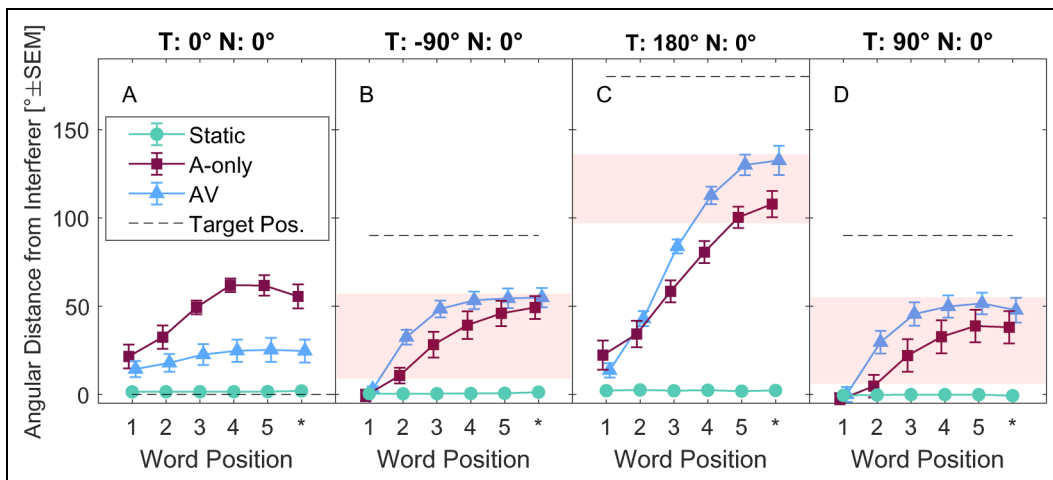 T: 0° N: 0°
T: -90° N: 0°
T: 180° N: 0°
T: 90° N: 0°
Angular Distance from Interferer [°±SEM]
A
B
C
D
Static
A-only
AV
Target Pos.
150
100
50
0
1 2 3 4 5 *
1 2 3 4 5 *
1 2 3 4 5 *
1 2 3 4 5 *
Word Position
Word Position
Word Position
Word Position